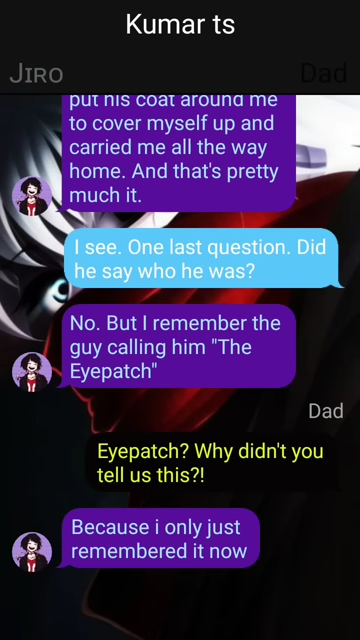 Kumar ts
Jiro
Dad
put his coat around me
to cover myself up and
carried me all the way
home. And that's pretty
much it.
I see. One last question. Did
he say who he was?
No. But I remember the
guy calling him "The
Eyepatch"
Dad
Eyepatch? Why didn't you
tell us this?!
Because i only just
remembered it now